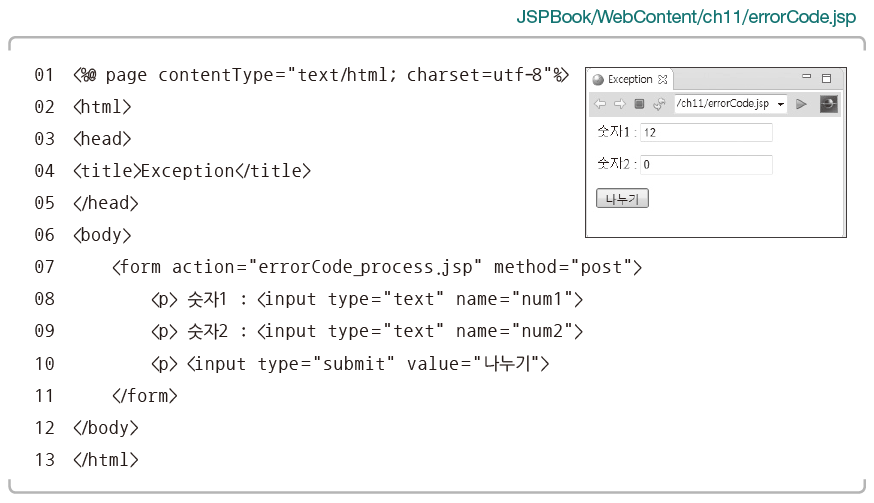 JSPBook/WebContent/ch11/errorCode.jsp
01 <%@ page contentType="text/html; charset=utf-8"%>
02 <html>
03 <head>
04 <title>Exception</title>
05 </head>
06 <body>
07 <form action="errorCode_process.jsp" method="post">
08 <p> 숫자1 : <input type="text" name="num1">
09 <p> 숫자2 : <input type="text" name="num2">
10 <p> <input type="submit" value="나누기">
11 </form>
12 </body>
13 </html>
Exception
/ch11/errorCode.jsp
숫자1 : 12
숫자2 : 0
나누기